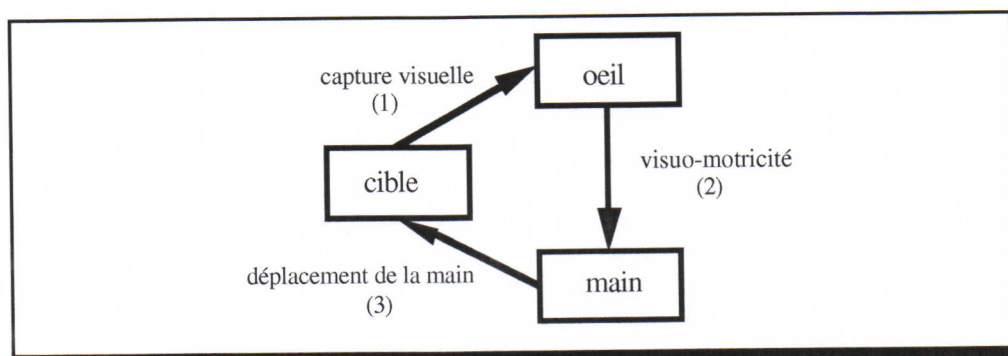 capture visuelle
(1)
oeil
cible
visuo-motricité
(2)
déplacement de la main
(3)
main